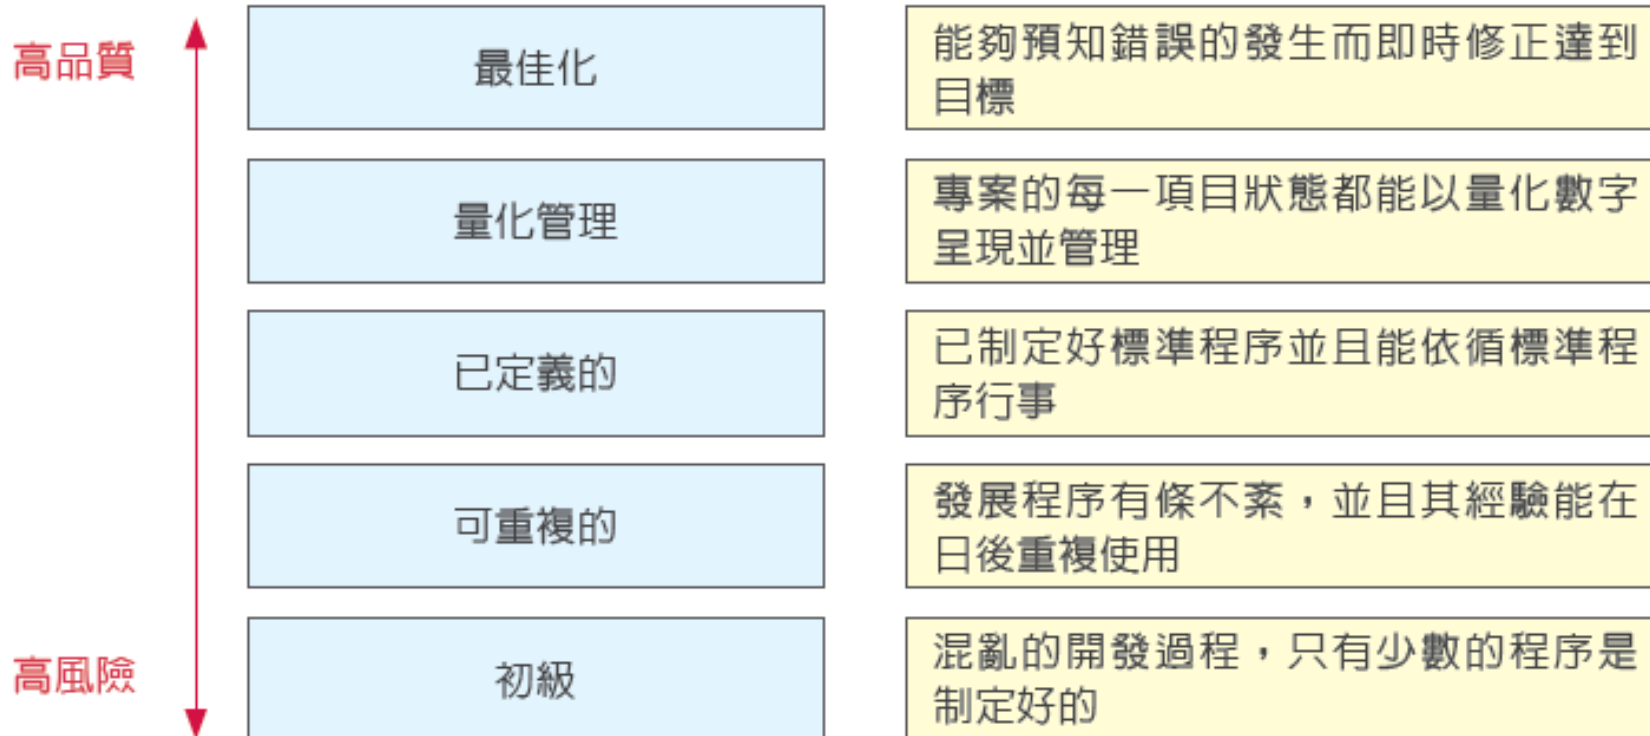 高品質
最佳化
能夠預知錯誤的發生而即時修正達到
目標
量化管理
專案的每一項目狀態都能以量化數字
呈現並管理
已定義的
已制定好標準程序並且能依循標準程
序行事
可重複的
發展程序有條不紊，並且其經驗能在
日後重複使用
高風險
初級
混亂的開發過程，只有少數的程序是
制定好的